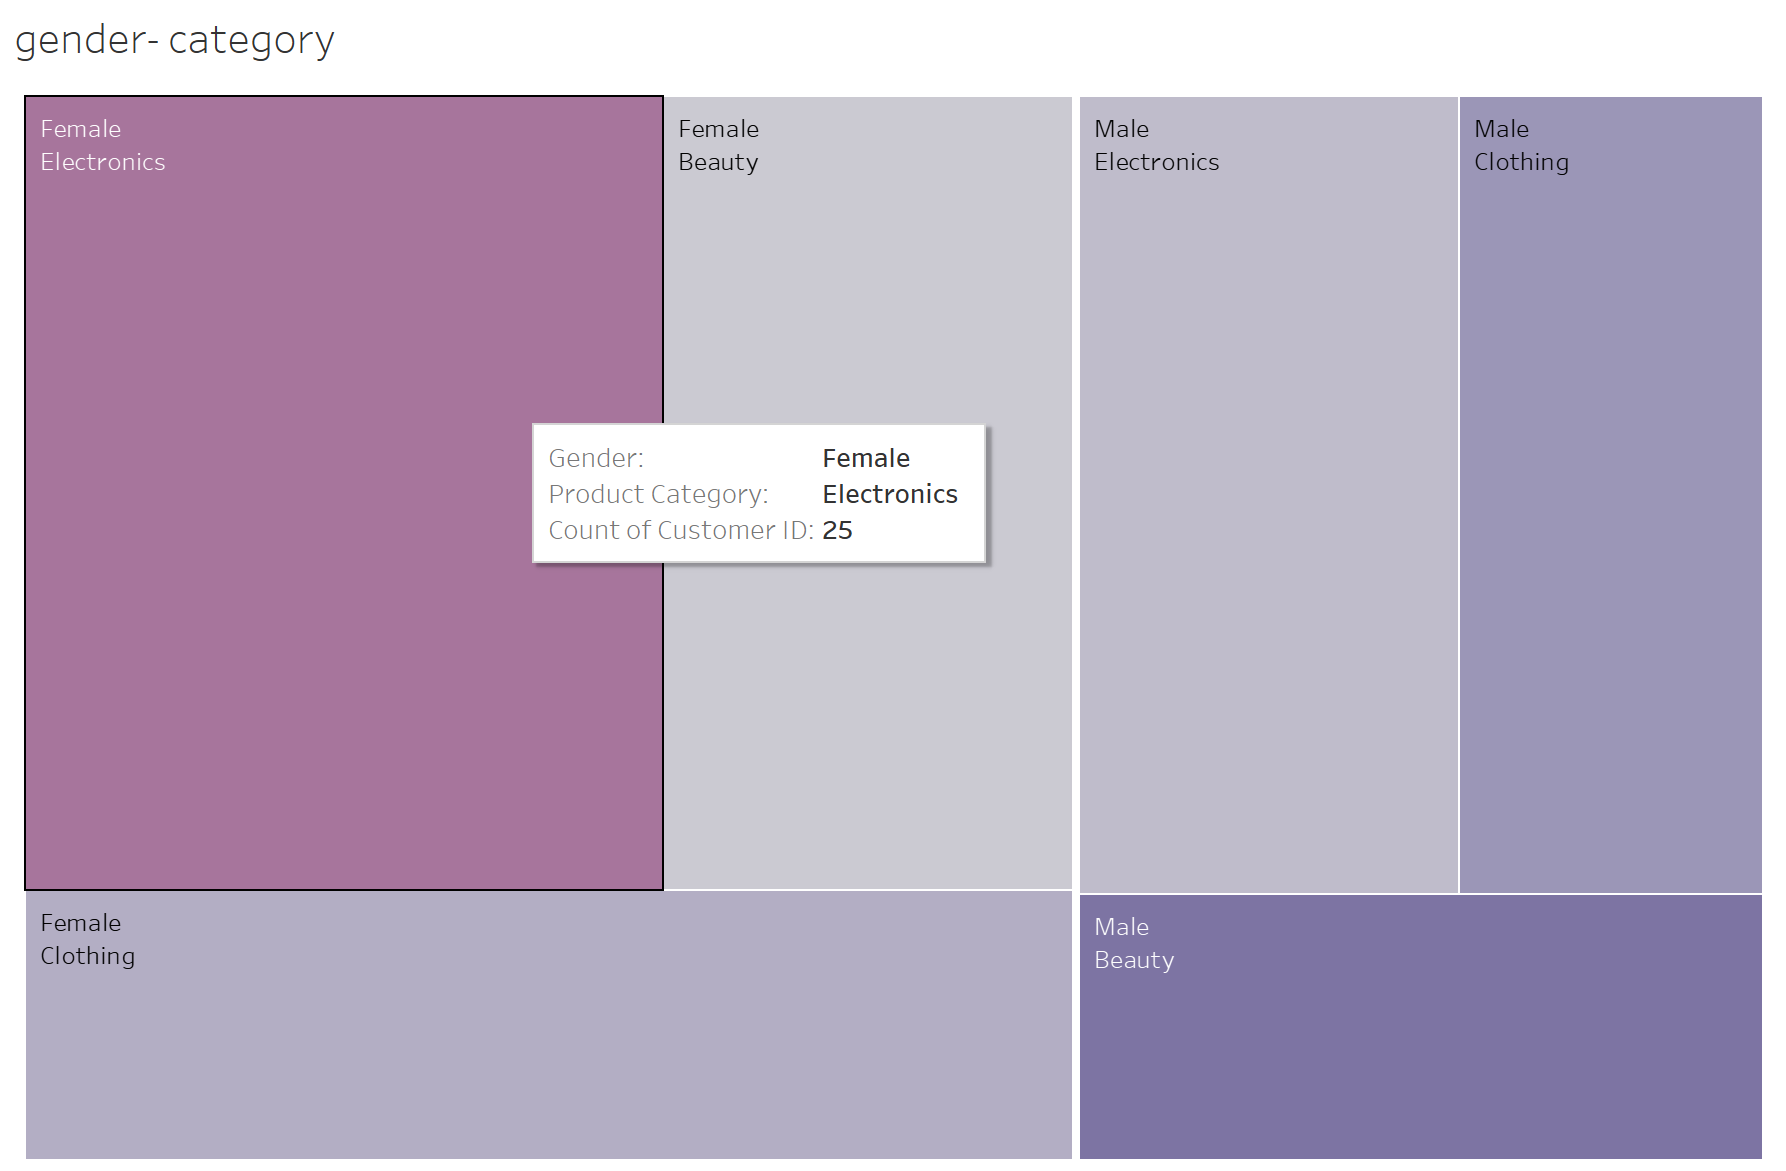 gender- category
Female
Electronics
Female
Beauty
Male
Electronics
Male
Clothing
Gender: Female
Product Category: Electronics
Count of Customer ID: 25
Female
Clothing
Male
Beauty